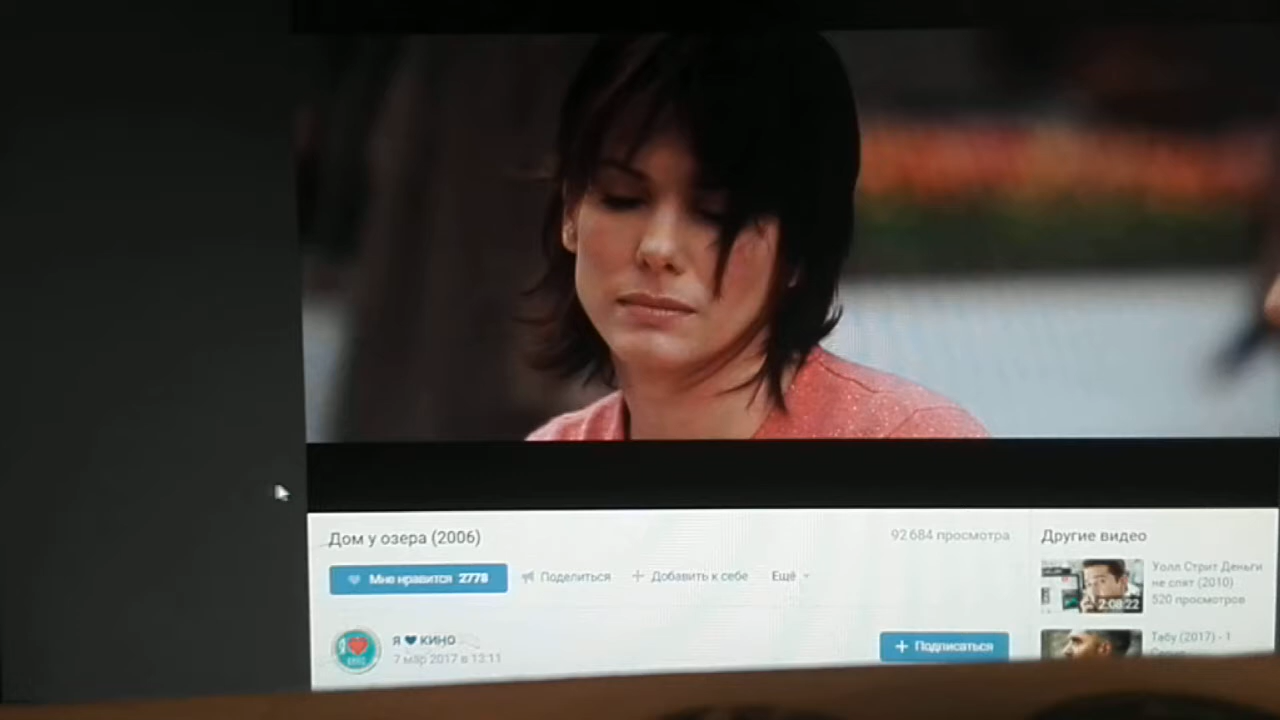 Дом у озера (2006)
92 684 просмотра
Другие видео
Мне нравится 2778
Поделиться
Добавить к себе
Ещё
Уолл Стрит Деньги
не спят (2010)
520 просмотров
2:08:22
Я КИНО
7 мар 2017 в 13:11
Подписаться
Табу (2017) - 1